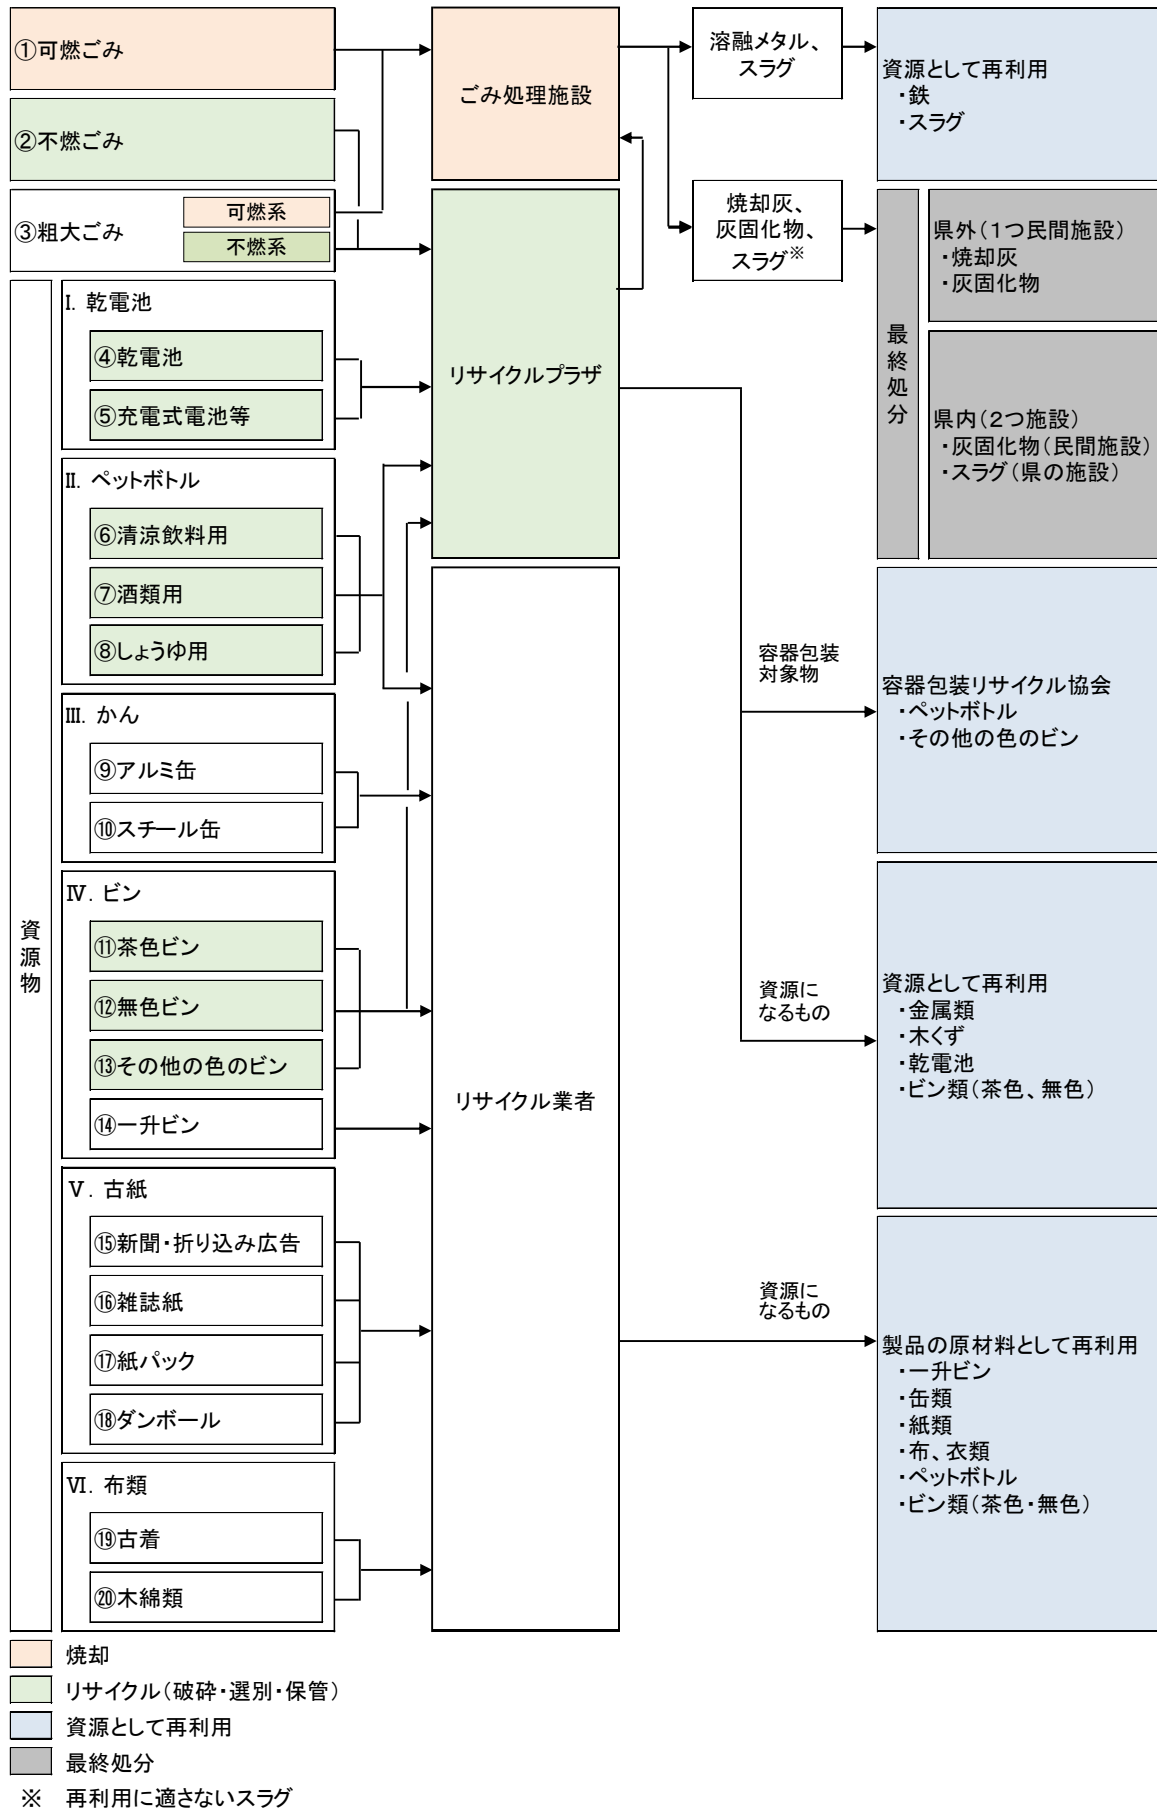 ①可燃ごみ
②不燃ごみ
③粗大ごみ
可燃系
不燃系
資源物
Ⅰ. 乾電池
④乾電池
⑤充電式電池等
Ⅱ. ペットボトル
⑥清涼飲料用
⑦酒類用
⑧しょうゆ用
Ⅲ. かん
⑨アルミ缶
⑩スチール缶
Ⅳ. ビン
⑪茶色ビン
⑫無色ビン
⑬その他の色のビン
⑭一升ビン
Ⅴ. 古紙
⑮新聞・折り込み広告
⑯雑誌紙
⑰紙パック
⑱ダンボール
Ⅵ. 布類
⑲古着
⑳木綿類
ごみ処理施設
リサイクルプラザ
リサイクル業者
溶融メタル、
スラグ
焼却灰、
灰固化物、
スラグ※
容器包装
対象物
資源に
なるもの
資源に
なるもの
資源として再利用
・鉄
・スラグ
最終処分
県外(1つ民間施設)
・焼却灰
・灰固化物
県内(2つ施設)
・灰固化物(民間施設)
・スラグ(県の施設)
容器包装リサイクル協会
・ペットボトル
・その他の色のビン
資源として再利用
・金属類
・木くず
・乾電池
・ビン類(茶色、無色)
製品の原材料として再利用
・一升ビン
・缶類
・紙類
・布、衣類
・ペットボトル
・ビン類(茶色・無色)
焼却
リサイクル(破砕・選別・保管)
資源として再利用
最終処分
※ 再利用に適さないスラグ